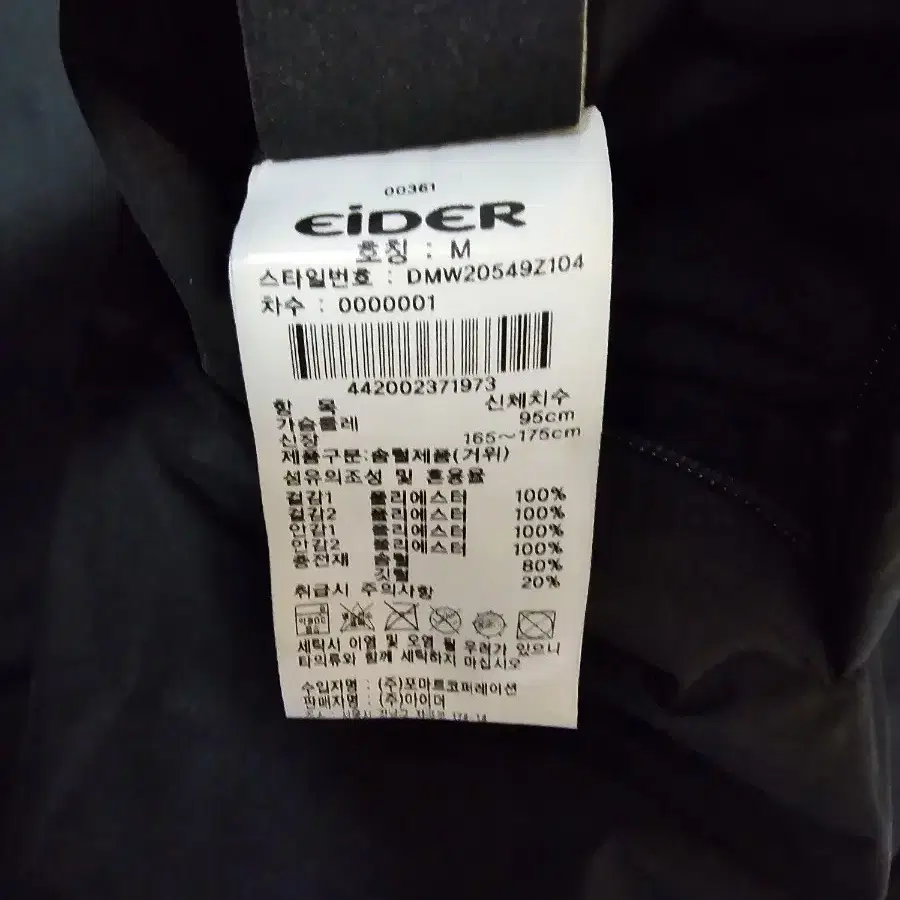 00361
EiDER
호칭 : M
스타일번호 : DMW20549Z104
차수 : 0000001
442002371973
항 목 신체치수
가슴둘레 95cm
신장 165~175cm
제품구분:솜털제품(거위)
섬유의조성 및 혼용율
겉감1 폴리에스터 100%
겉감2 폴리에스터 100%
안감1 폴리에스터 100%
안감2 폴리에스터 100%
충전재 솜털 80%
깃털 20%
취급시 주의사항
세탁시 이염 및 오염 될 우려가 있으니
타의류와 함께 세탁하지 마십시오
수입자명 : (주)포마트코퍼레이션
판매자명 : (주)아이더